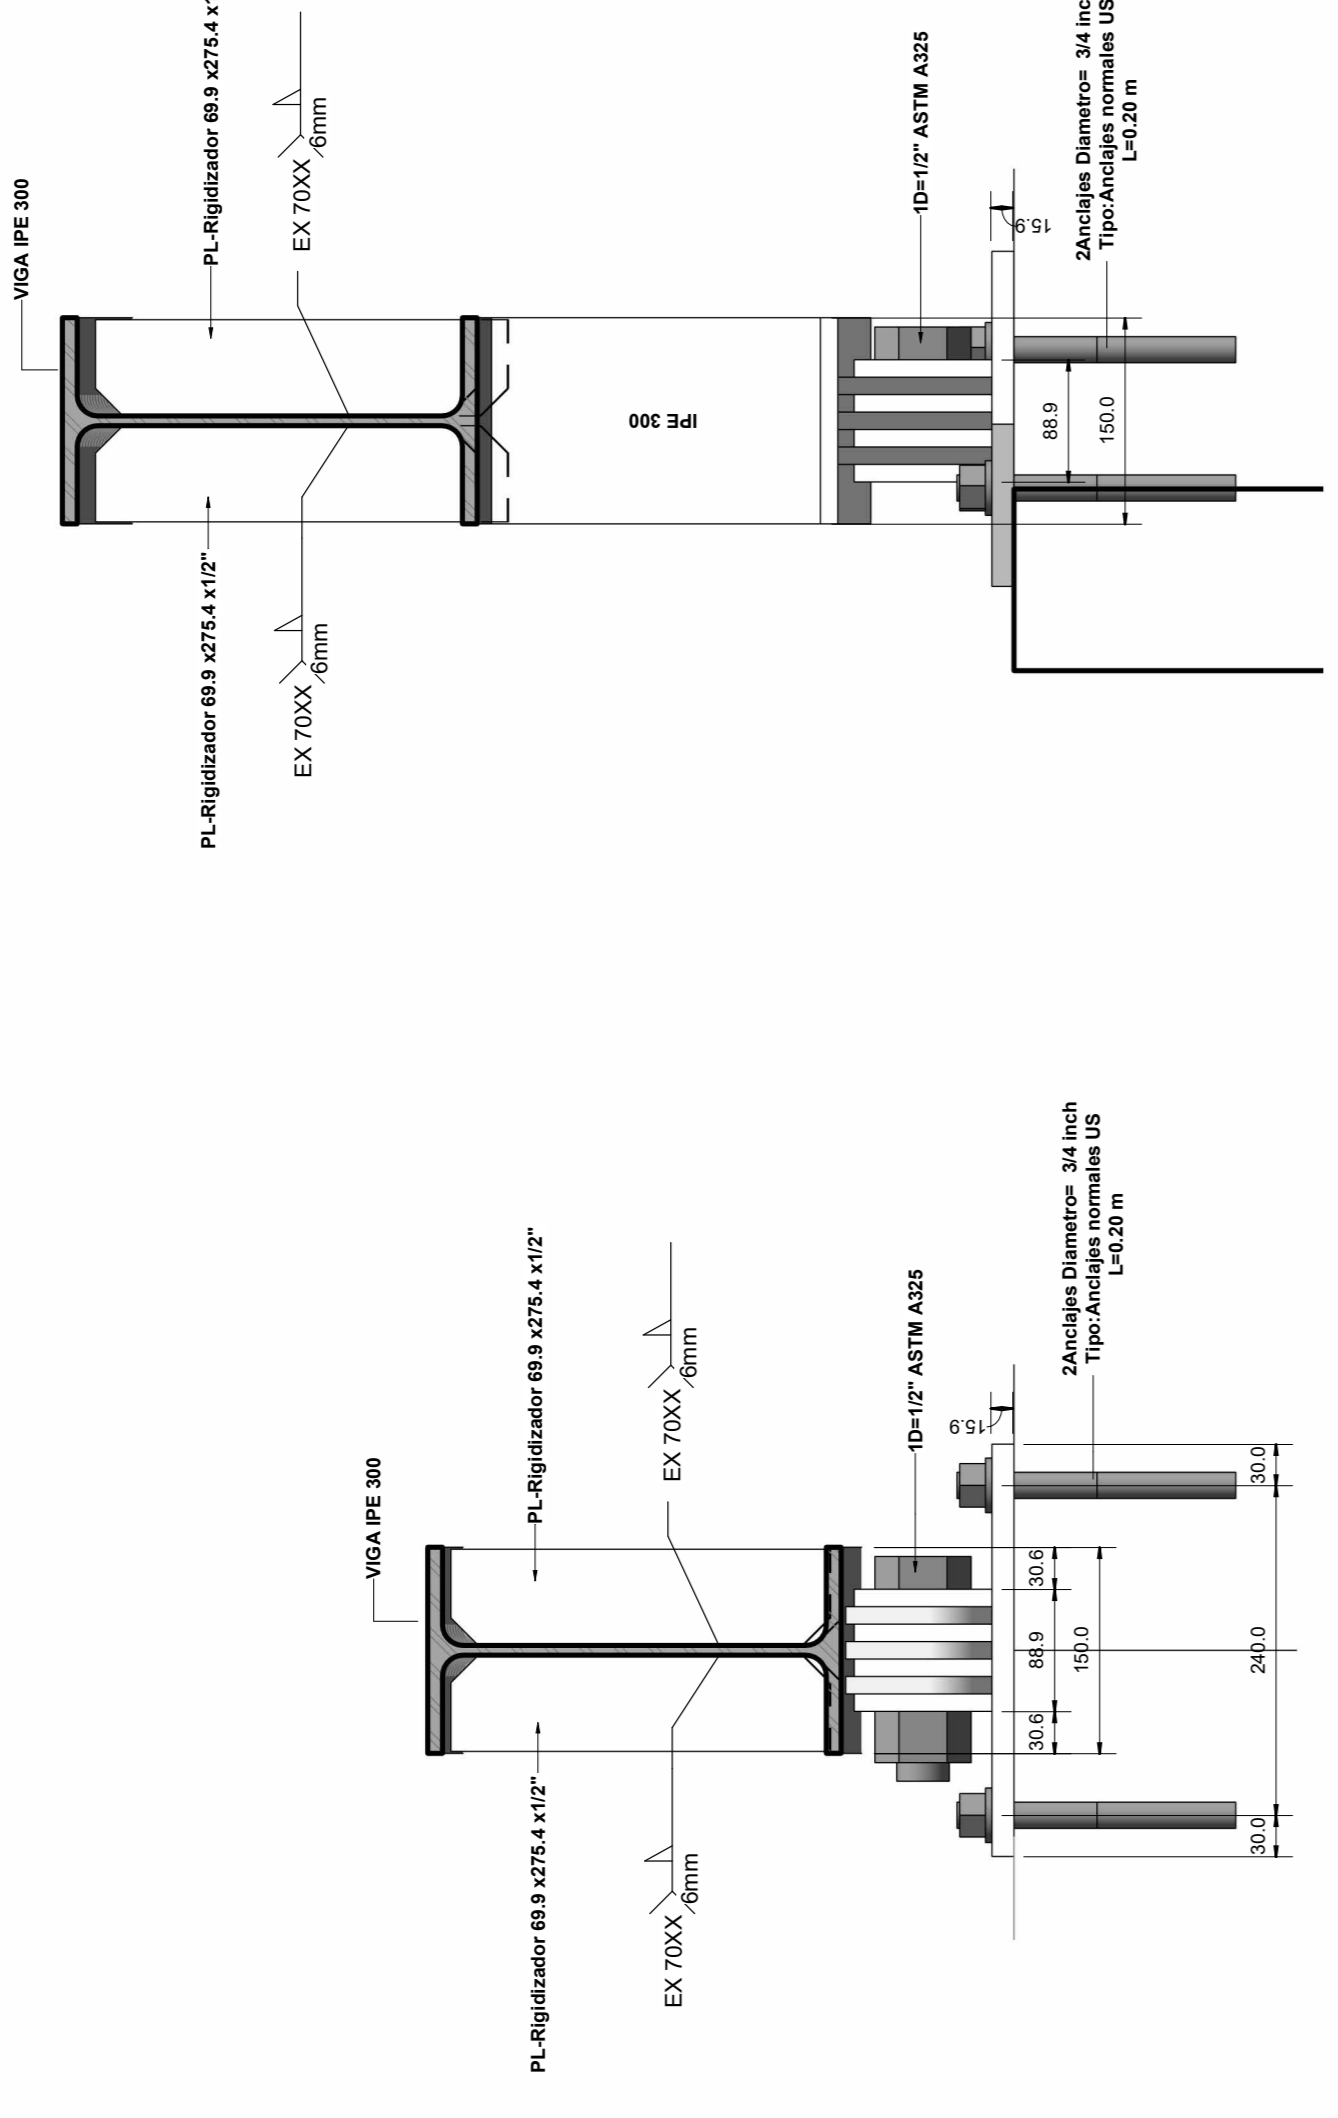 VIGA IPE 300
PL-Rigidizador 69.9 x275.4 x1/2"
PL-Rigidizador 69.9 x275.4 x1/2"
EX 70XX
6mm
EX 70XX
6mm
1D=1/2" ASTM A325
15.9
2Anclajes Diametro= 3/4 inch
Tipo:Anclajes normales US
L=0.20 m
30.6
88.9
30.6
150.0
30.0
240.0
30.0
VIGA IPE 300
PL-Rigidizador 69.9 x275.4 x1/2"
PL-Rigidizador 69.9 x275.4 x1
EX 70XX
6mm
EX 70XX
6mm
IPE 300
1D=1/2" ASTM A325
15.9
2Anclajes Diametro= 3/4 inc
Tipo:Anclajes normales US
L=0.20 m
88.9
150.0